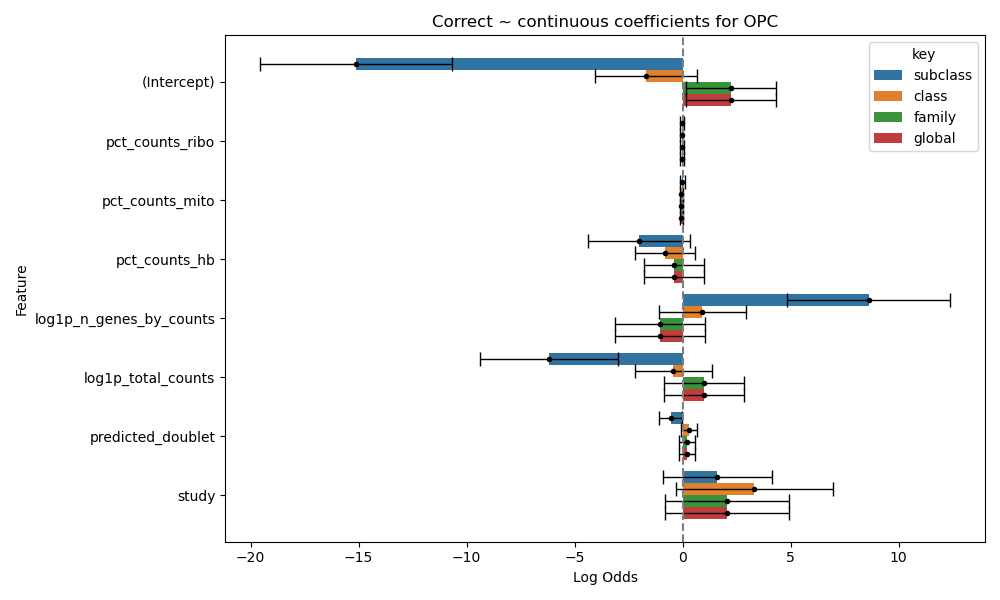 Correct ~ continuous coefficients for OPC
key
subclass
class
family
global
Feature
(Intercept)
pct_counts_ribo
pct_counts_mito
pct_counts_hb
log1p_n_genes_by_counts
log1p_total_counts
predicted_doublet
study
−20
−15
−10
−5
0
5
10
Log Odds